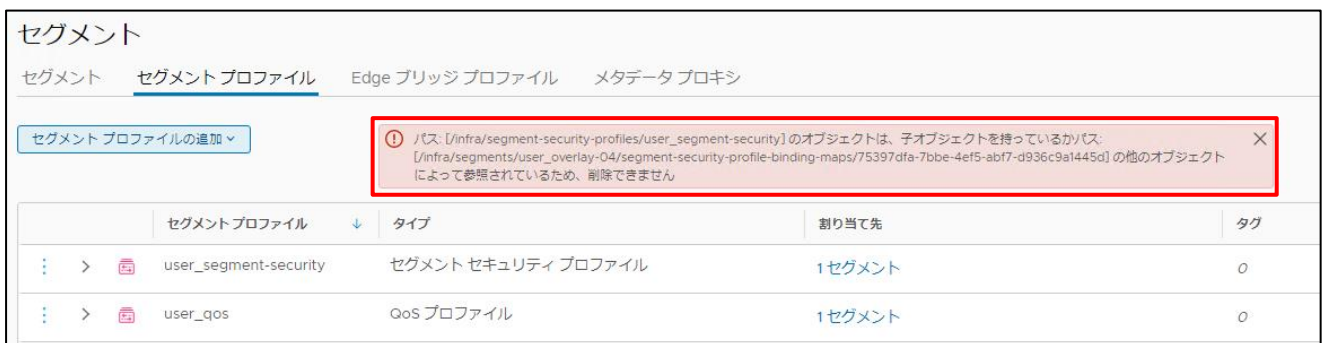 セグメント
セグメント セグメント プロファイル Edge ブリッジ プロファイル メタデータ プロキシ
セグメント プロファイルの追加
パス: [/infra/segment-security-profiles/user_segment-security] のオブジェクトは、子オブジェクトを持っているかパス:
[/infra/segments/user_overlay-04/segment-security-profile-binding-maps/75397dfa-7bbe-4ef5-abf7-d936c9a1445d] の他のオブジェクト
によって参照されているため、削除できません
セグメント プロファイル タイプ 割り当て先 タグ
user_segment-security セグメント セキュリティ プロファイル 1 セグメント 0
user_qos QoS プロファイル 1 セグメント 0